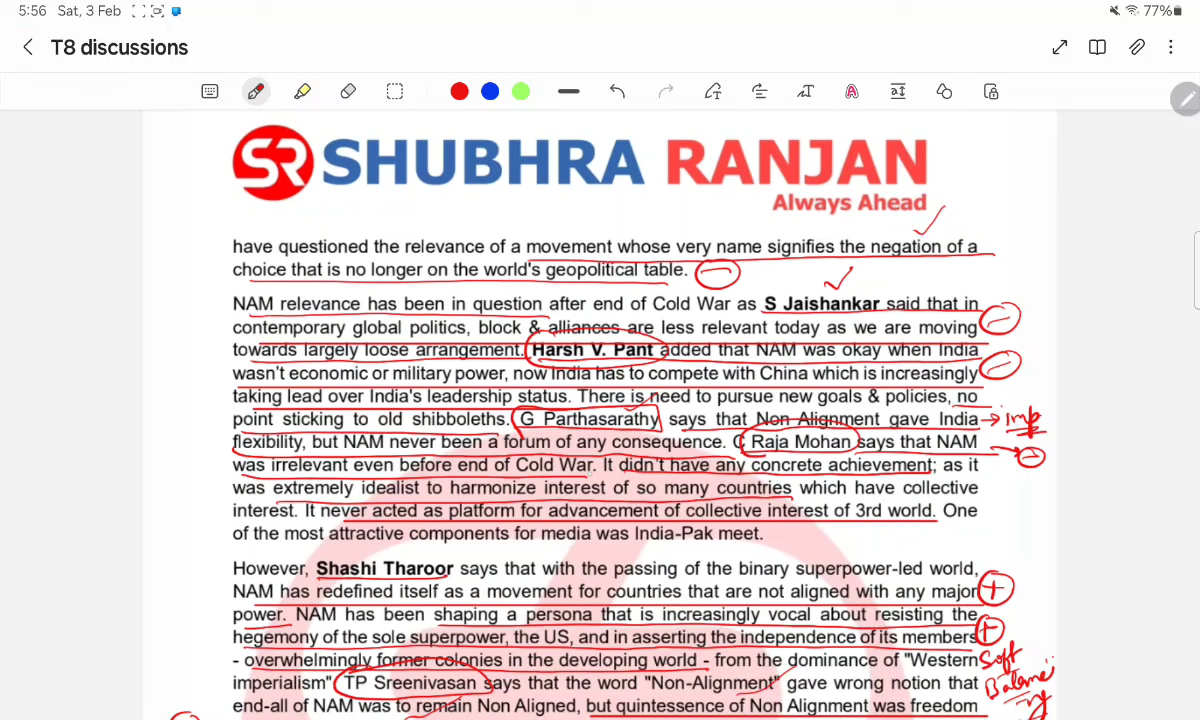 5:56 Sat, 3 Feb
77%
T8 discussions
SR SHUBHRA RANJAN
Always Ahead
have questioned the relevance of a movement whose very name signifies the negation of a
choice that is no longer on the world's geopolitical table.
NAM relevance has been in question after end of Cold War as S Jaishankar said that in
contemporary global politics, block & alliances are less relevant today as we are moving
towards largely loose arrangement. Harsh V. Pant added that NAM was okay when India
wasn't economic or military power, now India has to compete with China which is increasingly
taking lead over India's leadership status. There is need to pursue new goals & policies, no
point sticking to old shibboleths. G Parthasarathy says that Non-Alignment gave India → imp
flexibility, but NAM never been a forum of any consequence. C Raja Mohan says that NAM
was irrelevant even before end of Cold War. It didn't have any concrete achievement; as it
was extremely idealist to harmonize interest of so many countries which have collective
interest. It never acted as platform for advancement of collective interest of 3rd world. One
of the most attractive components for media was India-Pak meet.
However, Shashi Tharoor says that with the passing of the binary superpower-led world,
NAM has redefined itself as a movement for countries that are not aligned with any major
power. NAM has been shaping a persona that is increasingly vocal about resisting the
hegemony of the sole superpower, the US, and in asserting the independence of its members
- overwhelmingly former colonies in the developing world - from the dominance of "Western
imperialism" TP Sreenivasan says that the word "Non-Alignment" gave wrong notion that
end-all of NAM was to remain Non Aligned, but quintessence of Non Alignment was freedom
Soft